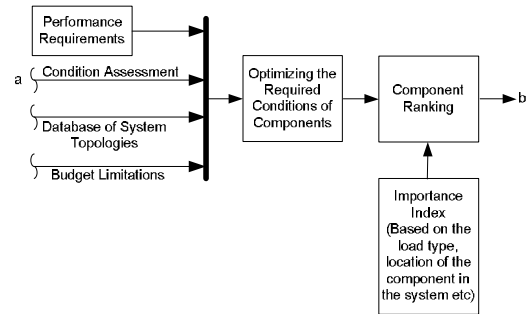 Performance
Requirements
a
Condition Assessment
Database of System
Topologies
Budget Limitations
Optimizing the
Required
Conditions of
Components
Component
Ranking
b
Importance
Index
(Based on the
load type,
location of the
component in
the system etc)